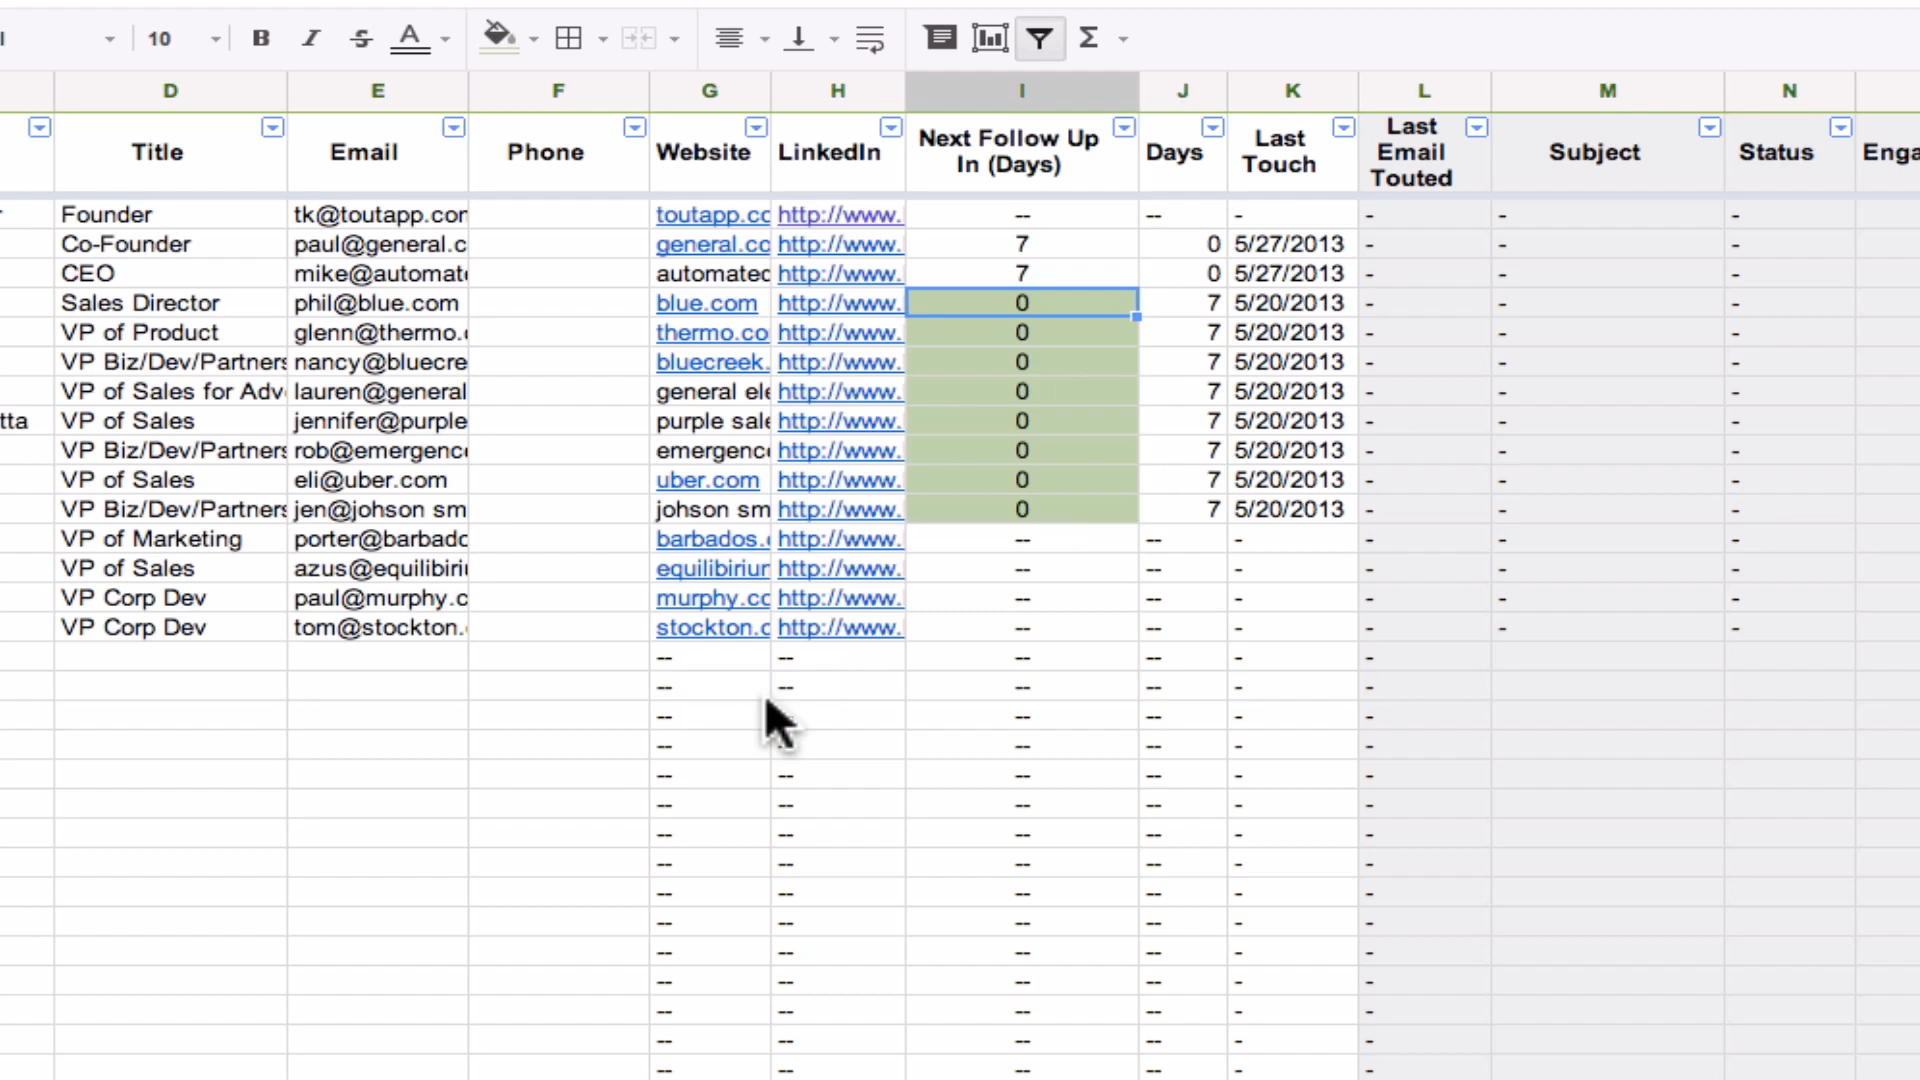 10 B I S A Σ
D E F G H I J K L M N
Title Email Phone Website LinkedIn Next Follow Up In (Days) Days Last Touch Last Email Touted Subject Status Enga
Founder tk@toutapp.con toutapp.cc http://www. -- -- - - - -
Co-Founder paul@general.c general.co http://www. 7 0 5/27/2013 - - -
CEO mike@automate automated http://www. 7 0 5/27/2013 - - -
Sales Director phil@blue.com blue.com http://www. 0 7 5/20/2013 - - -
VP of Product glenn@thermo. thermo.co http://www. 0 7 5/20/2013 - - -
VP Biz/Dev/Partners nancy@bluecre bluecreek. http://www. 0 7 5/20/2013 - - -
VP of Sales for Adv lauren@general general ele http://www. 0 7 5/20/2013 - - -
tta VP of Sales jennifer@purple purple sale http://www. 0 7 5/20/2013 - - -
VP Biz/Dev/Partners rob@emergenc emergenc http://www. 0 7 5/20/2013 - - -
VP of Sales eli@uber.com uber.com http://www. 0 7 5/20/2013 - - -
VP Biz/Dev/Partners jen@johson sm johson sm http://www. 0 7 5/20/2013 - - -
VP of Marketing porter@barbado barbados. http://www. -- -- - - - -
VP of Sales azus@equilibiri equilibiriur http://www. -- -- - - - -
VP Corp Dev paul@murphy.c murphy.cc http://www. -- -- - - - -
VP Corp Dev tom@stockton. stockton.c http://www. -- -- - - - -
-- -- -- -- - -
-- -- -- -- - -
-- -- -- - -
-- -- -- - -
-- -- -- -- - -
-- -- -- -- - -
-- -- -- -- - -
-- -- -- -- - -
-- -- -- -- - -
-- -- -- -- - -
-- -- -- -- - -
-- -- -- -- - -
-- -- -- -- - -
-- -- -- -- - -
-- -- -- -- - -